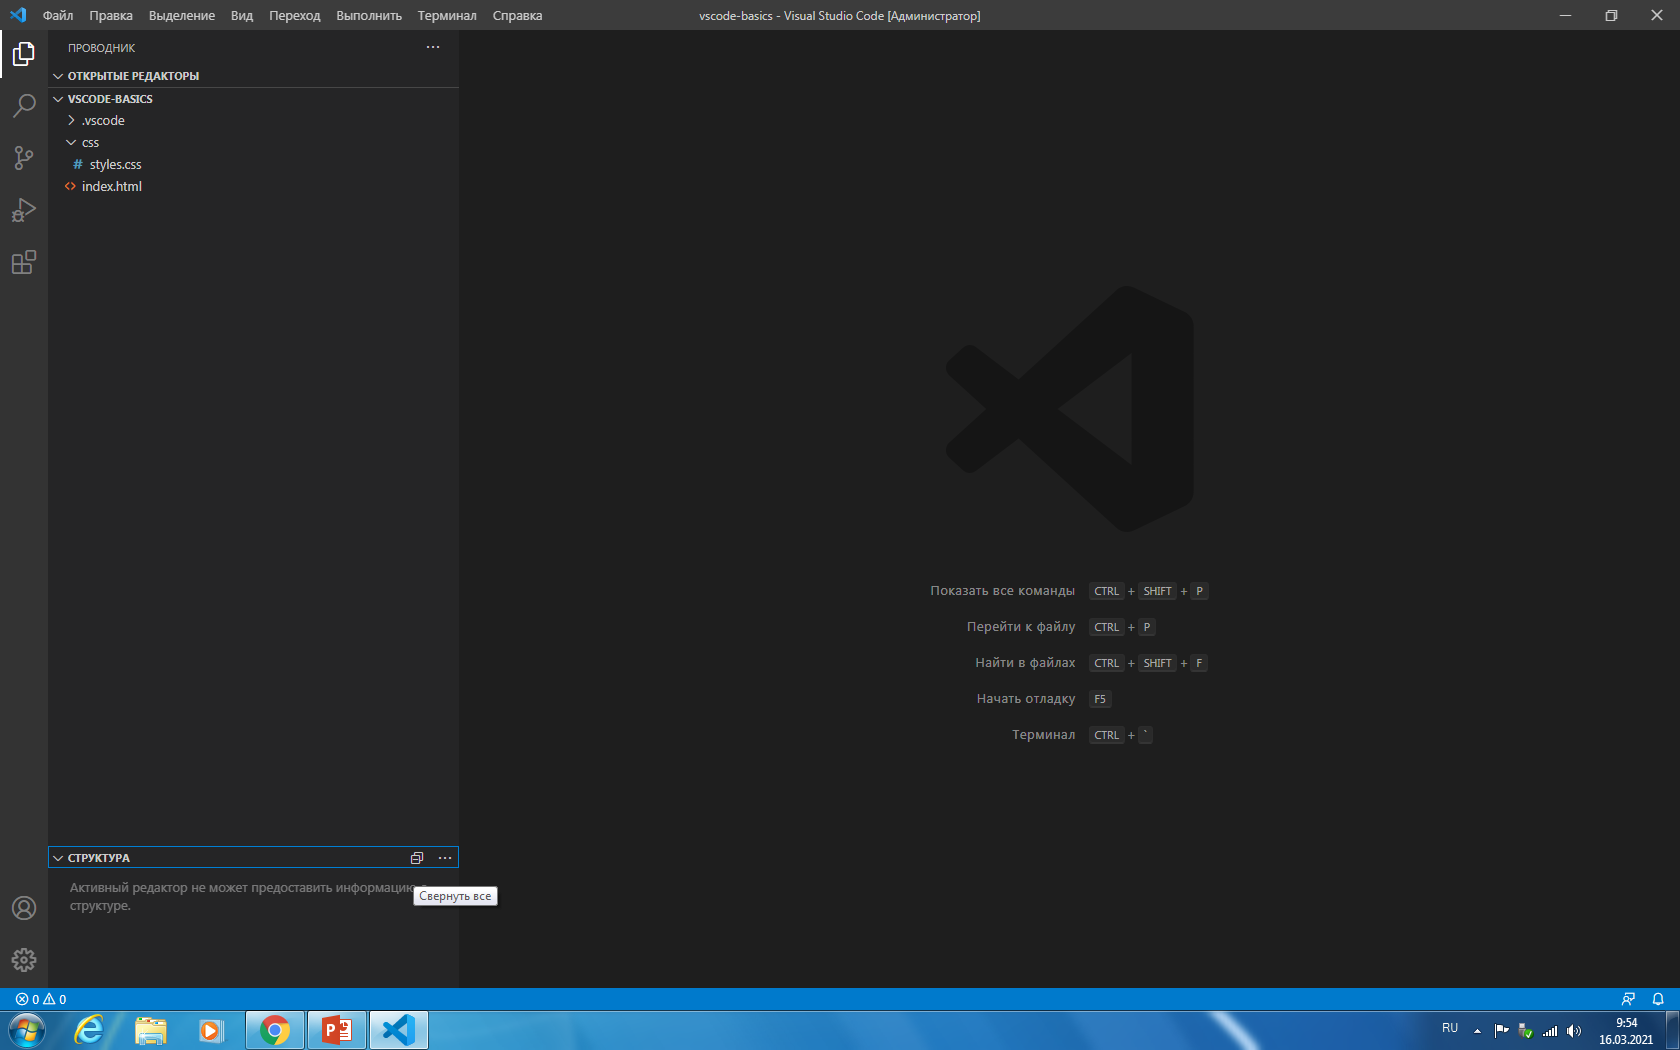 Файл Правка Выделение Вид Переход Выполнить Терминал Справка
vscode-basics - Visual Studio Code [Администратор]
ПРОВОДНИК
ОТКРЫТЫЕ РЕДАКТОРЫ
VSCODE-BASICS
.vscode
css
# styles.css
<> index.html
Показать все команды CTRL + SHIFT + P
Перейти к файлу CTRL + P
Найти в файлах CTRL + SHIFT + F
Начать отладку F5
Терминал CTRL + `
СТРУКТУРА
Активный редактор не может предоставить информацию
структуре.
Свернуть все
0 0
RU
9:54
16.03.2021